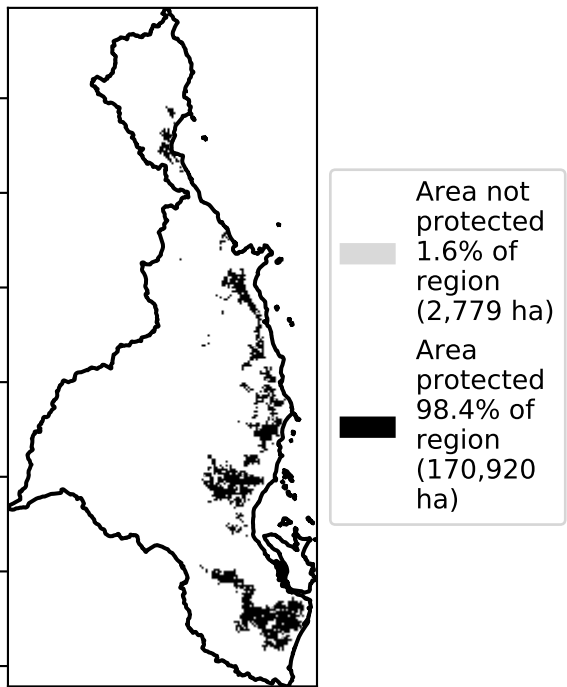 Area not
protected
1.6% of
region
(2,779 ha)
Area
protected
98.4% of
region
(170,920
ha)